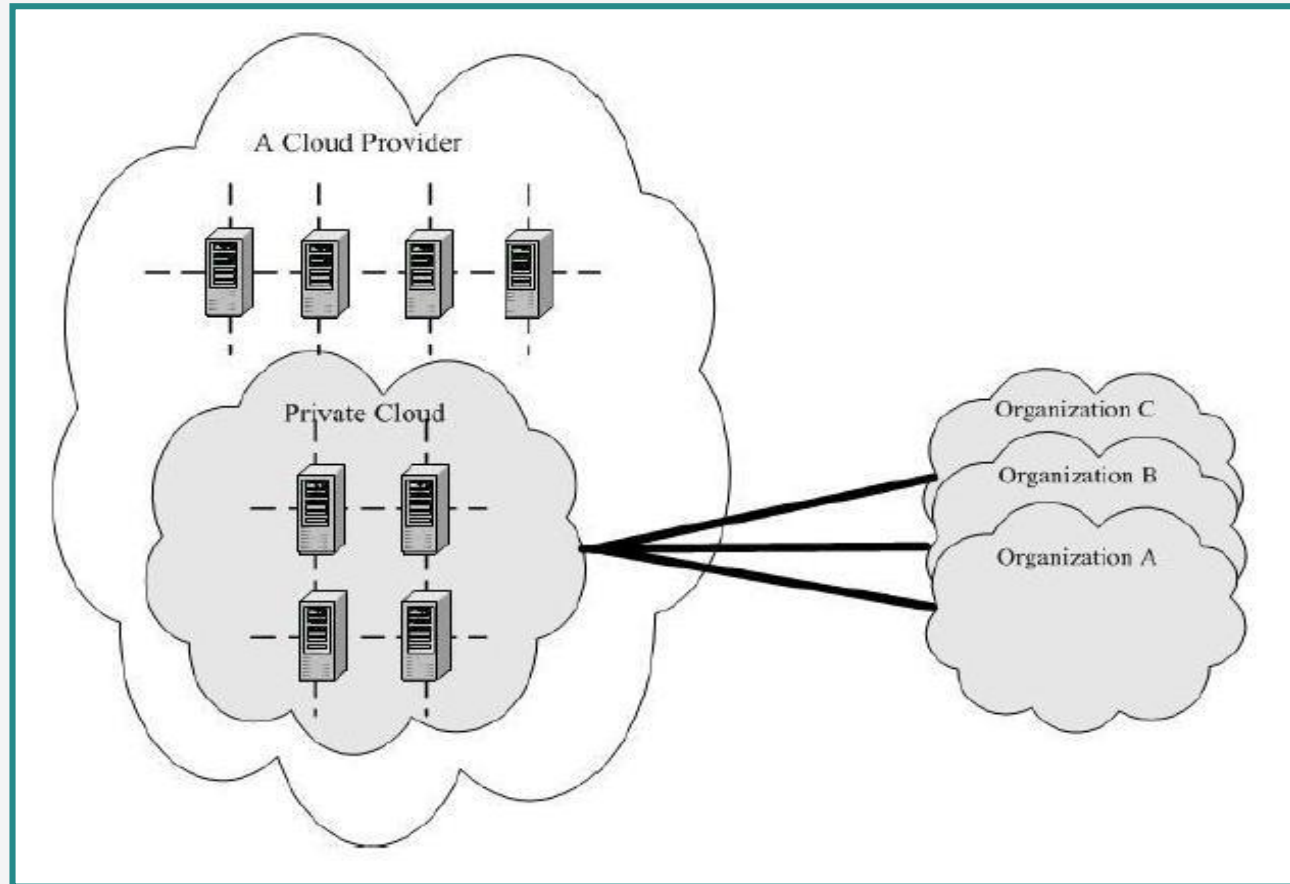 A Cloud Provider
Private Cloud
Organization C
Organization B
Organization A